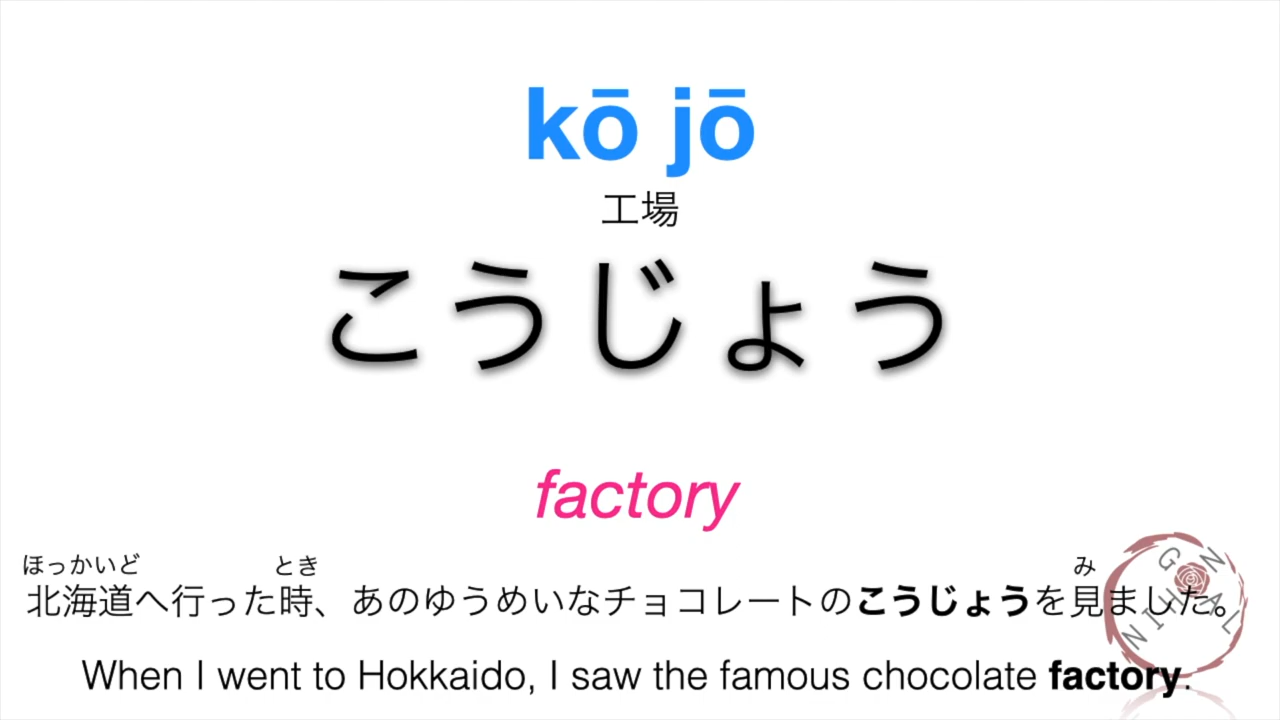 kō jō
工場
こうじょう
factory
ほっかいど とき み
北海道へ行った時、あのゆうめいなチョコレートのこうじょうを見ました。
When I went to Hokkaido, I saw the famous chocolate factory.
NIHONGONAL